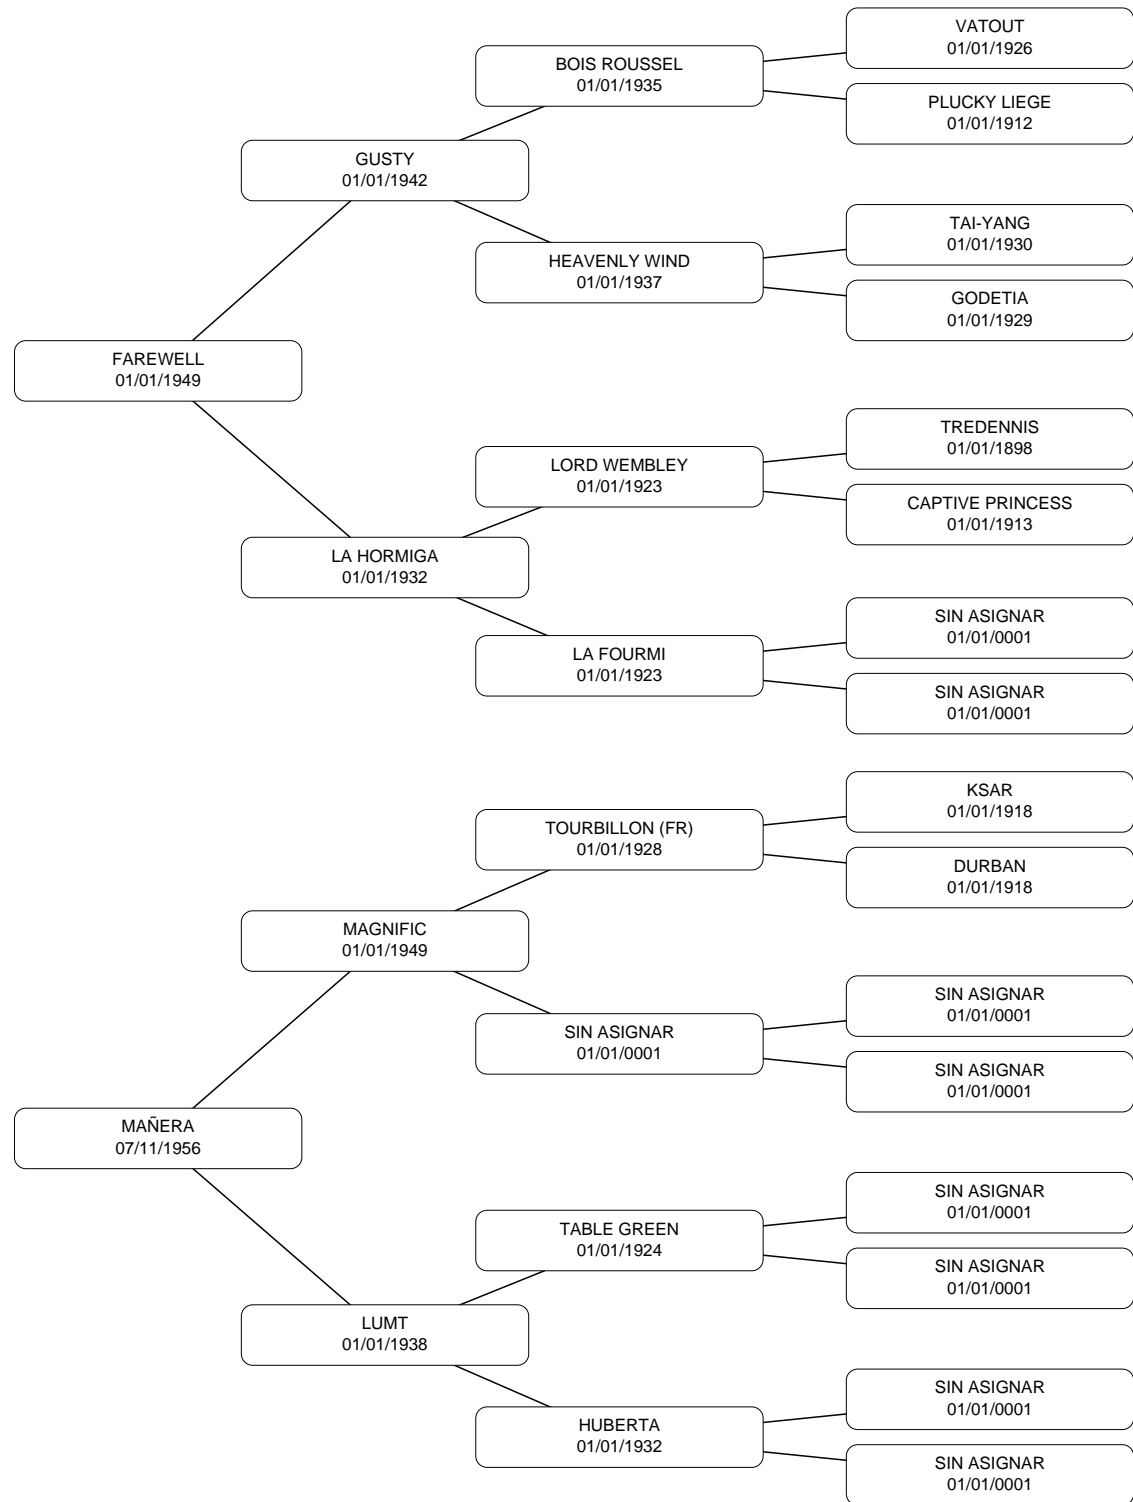 VATOUT
01/01/1926
BOIS ROUSSEL
01/01/1935
PLUCKY LIEGE
01/01/1912
GUSTY
01/01/1942
TAI-YANG
01/01/1930
HEAVENLY WIND
01/01/1937
GODETIA
01/01/1929
FAREWELL
01/01/1949
TREDENNIS
01/01/1898
LORD WEMBLEY
01/01/1923
CAPTIVE PRINCESS
01/01/1913
LA HORMIGA
01/01/1932
SIN ASIGNAR
01/01/0001
LA FOURMI
01/01/1923
SIN ASIGNAR
01/01/0001
KSAR
01/01/1918
TOURBILLON (FR)
01/01/1928
DURBAN
01/01/1918
MAGNIFIC
01/01/1949
SIN ASIGNAR
01/01/0001
SIN ASIGNAR
01/01/0001
SIN ASIGNAR
01/01/0001
MAÑERA
07/11/1956
SIN ASIGNAR
01/01/0001
TABLE GREEN
01/01/1924
SIN ASIGNAR
01/01/0001
LUMT
01/01/1938
SIN ASIGNAR
01/01/0001
HUBERTA
01/01/1932
SIN ASIGNAR
01/01/0001